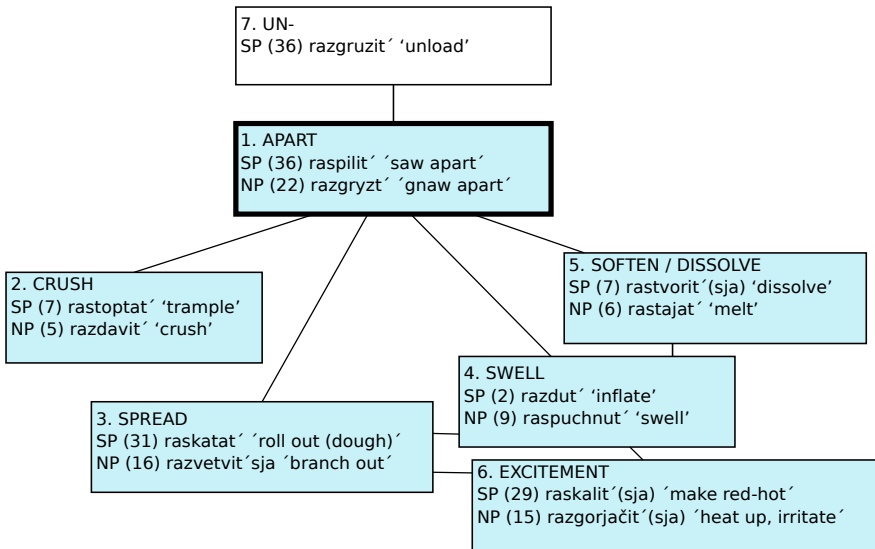 7. UN-
SP (36) razgruzit´ ‘unload’
1. APART
SP (36) raspilit´ ´saw apart´
NP (22) razgryzt´ ´gnaw apart´
5. SOFTEN / DISSOLVE
SP (7) rastvorit´(sja) ‘dissolve’
NP (6) rastajat´ ‘melt’
2. CRUSH
SP (7) rastoptat´ ‘trample’
NP (5) razdavit´ ‘crush’
4. SWELL
SP (2) razdut´ ‘inflate’
NP (9) raspuchnut´ ‘swell’
3. SPREAD
SP (31) raskatat´ ´roll out (dough)´
NP (16) razvetvit´sja ´branch out´
6. EXCITEMENT
SP (29) raskalit´(sja) ´make red-hot´
NP (15) razgorjačit´(sja) ´heat up, irritate´